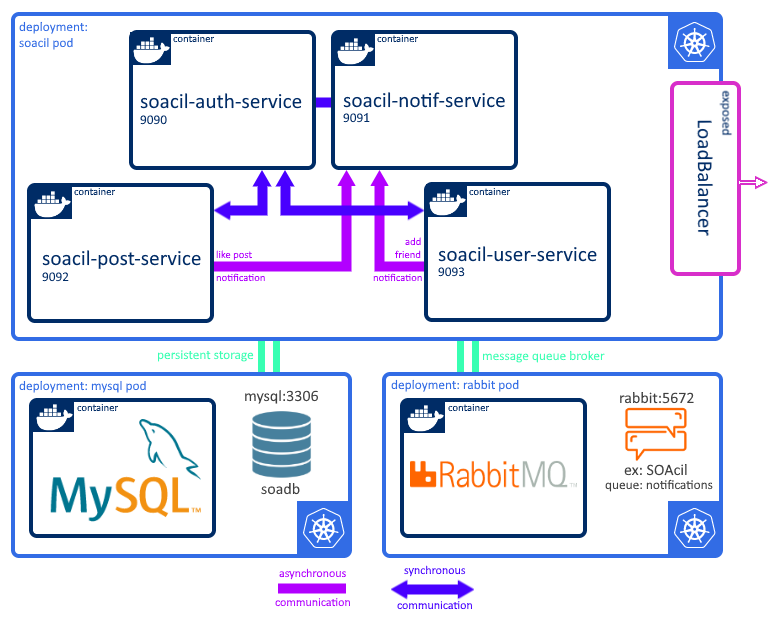 deployment:
soacil pod
container
soacil-auth-service
9090
container
soacil-notif-service
9091
exposed
LoadBalancer
container
soacil-post-service
9092
like post
notification
add
friend
notification
container
soacil-user-service
9093
persistent storage
message queue broker
deployment: mysql pod
container
MySQL™
mysql:3306
soadb
deployment: rabbit pod
container
RabbitMQ™
rabbit:5672
ex: SOAcil
queue: notifications
asynchronous
communication
synchronous
communication